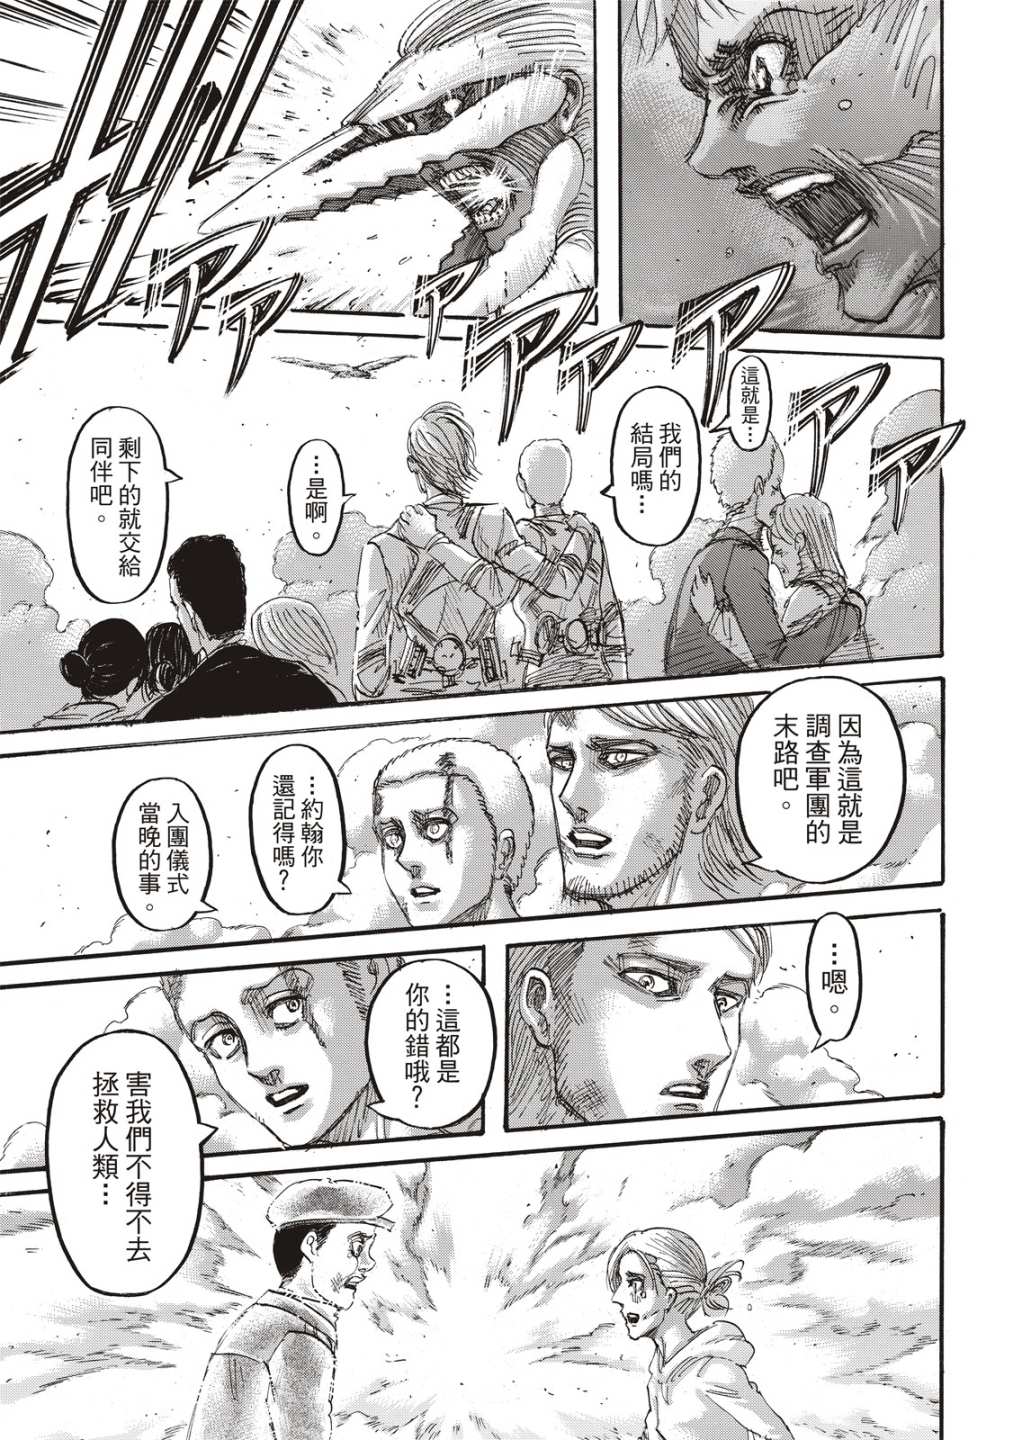 ガアアアアアアアア
這就是…
我們的
結局嗎…
…是啊。
剩下的就交給
同伴吧。
因為這就是
調查軍團的
末路吧。
…約翰你
還記得嗎?
入團儀式
當晚的事。
…嗯。
…這都是
你的錯哦?
害我們不得不去
拯救人類…